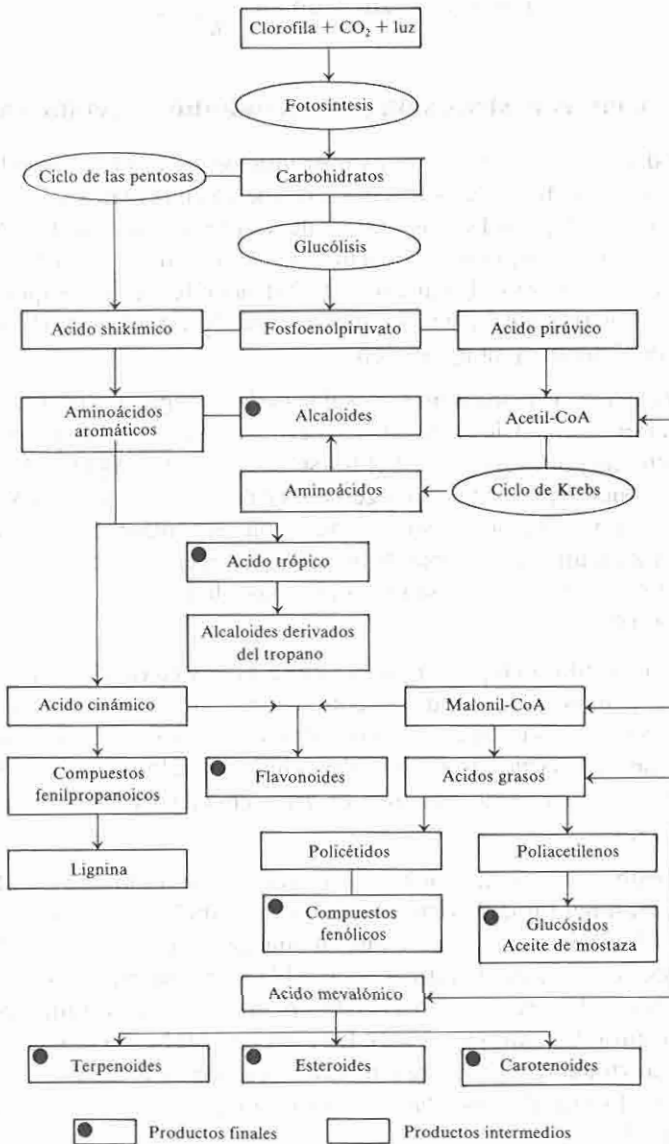 Clorofila + CO₂ + luz
Fotosíntesis
Ciclo de las pentosas
Carbohidratos
Glucólisis
Acido shikímico
Fosfoenolpiruvato
Acido pirúvico
Aminoácidos
aromáticos
Alcaloides
Acetil-CoA
Aminoácidos
Ciclo de Krebs
Acido trópico
Alcaloides derivados
del tropano
Acido cinámico
Malonil-CoA
Compuestos
fenilpropanoicos
Flavonoides
Acidos grasos
Lignina
Policétidos
Poliacetílenos
Compuestos
fenólicos
Glucósidos
Aceite de mostaza
Acido mevalónico
Terpenoides
Esteroides
Carotenoides
Productos finales
Productos intermedios